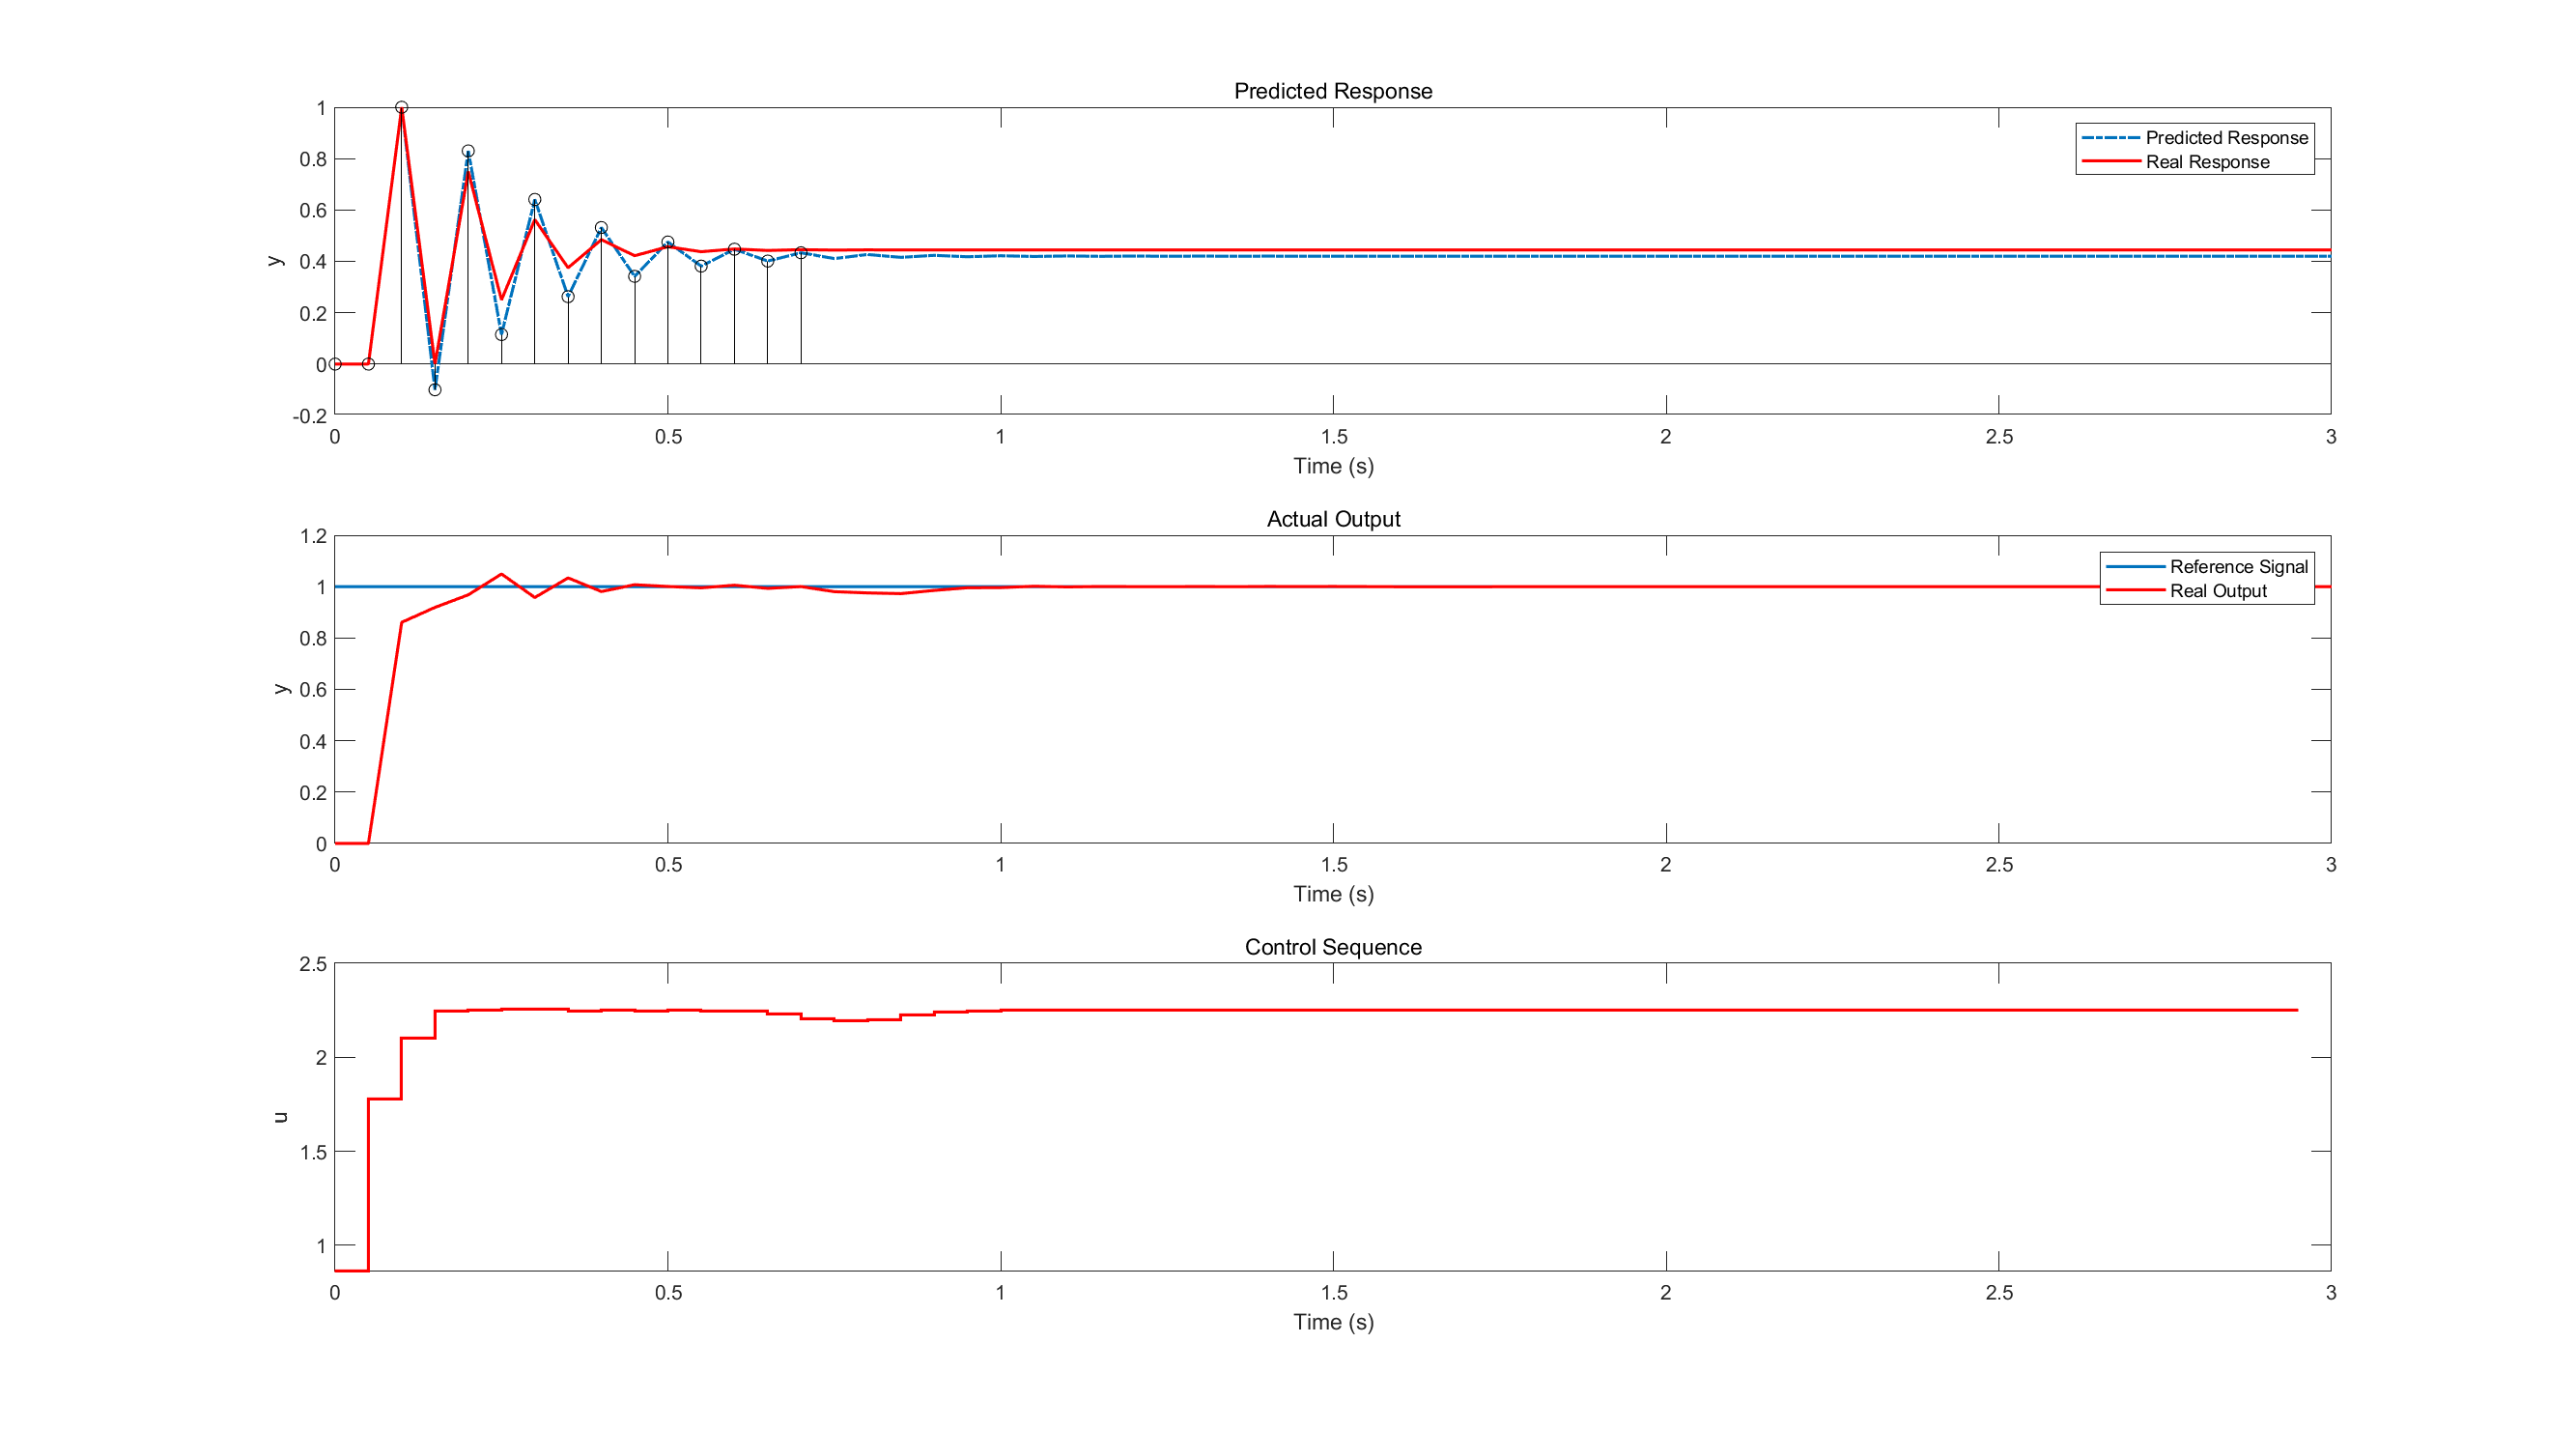 Predicted Response
1
0.8
0.6
0.4
0.2
0
-0.2
y
Predicted Response
Real Response
0 0.5 1 1.5 2 2.5 3
Time (s)
Actual Output
1.2
1
0.8
0.6
0.4
0.2
0
y
Reference Signal
Real Output
0 0.5 1 1.5 2 2.5 3
Time (s)
Control Sequence
2.5
2
1.5
1
u
0 0.5 1 1.5 2 2.5 3
Time (s)